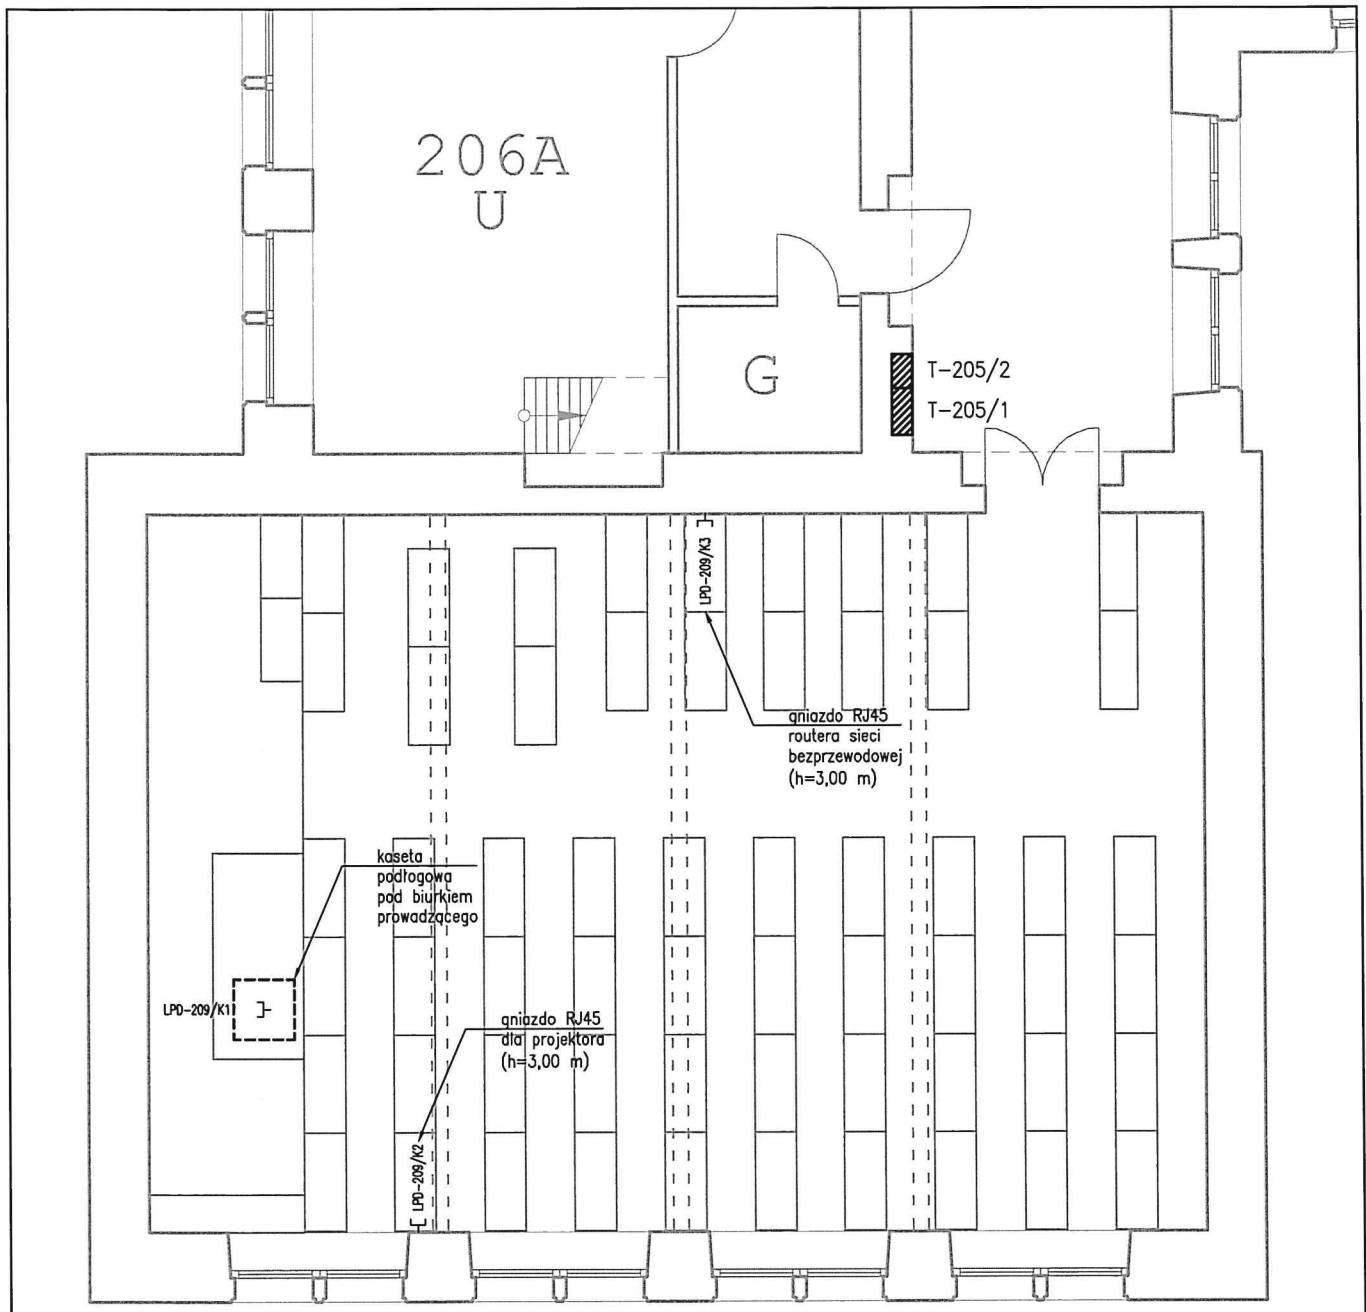 206A
U
G
T-205/2
T-205/1
LPD-209/K3
gniazdo RJ45
routera sieci
bezprzewodowej
(h=3,00 m)
kaseta
podłogowa
pod biurkiem
prowadzącego
LPD-209/K1
gniazdo RJ45
dla projektora
(h=3,00 m)
LPD-209/K2